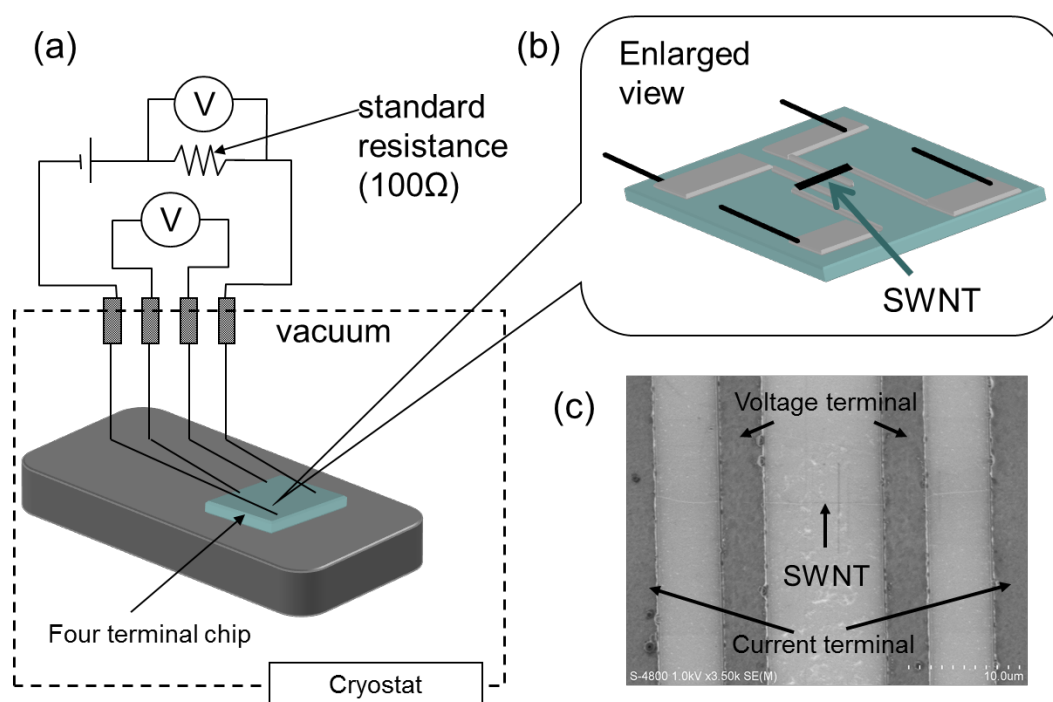 (a)
V
standard
resistance
(100Ω)
V
vacuum
Four terminal chip
Cryostat
(b)
Enlarged
view
SWNT
(c)
Voltage terminal
SWNT
Current terminal
S-4800 1.0kV x3.50k SE(M)
10.0um